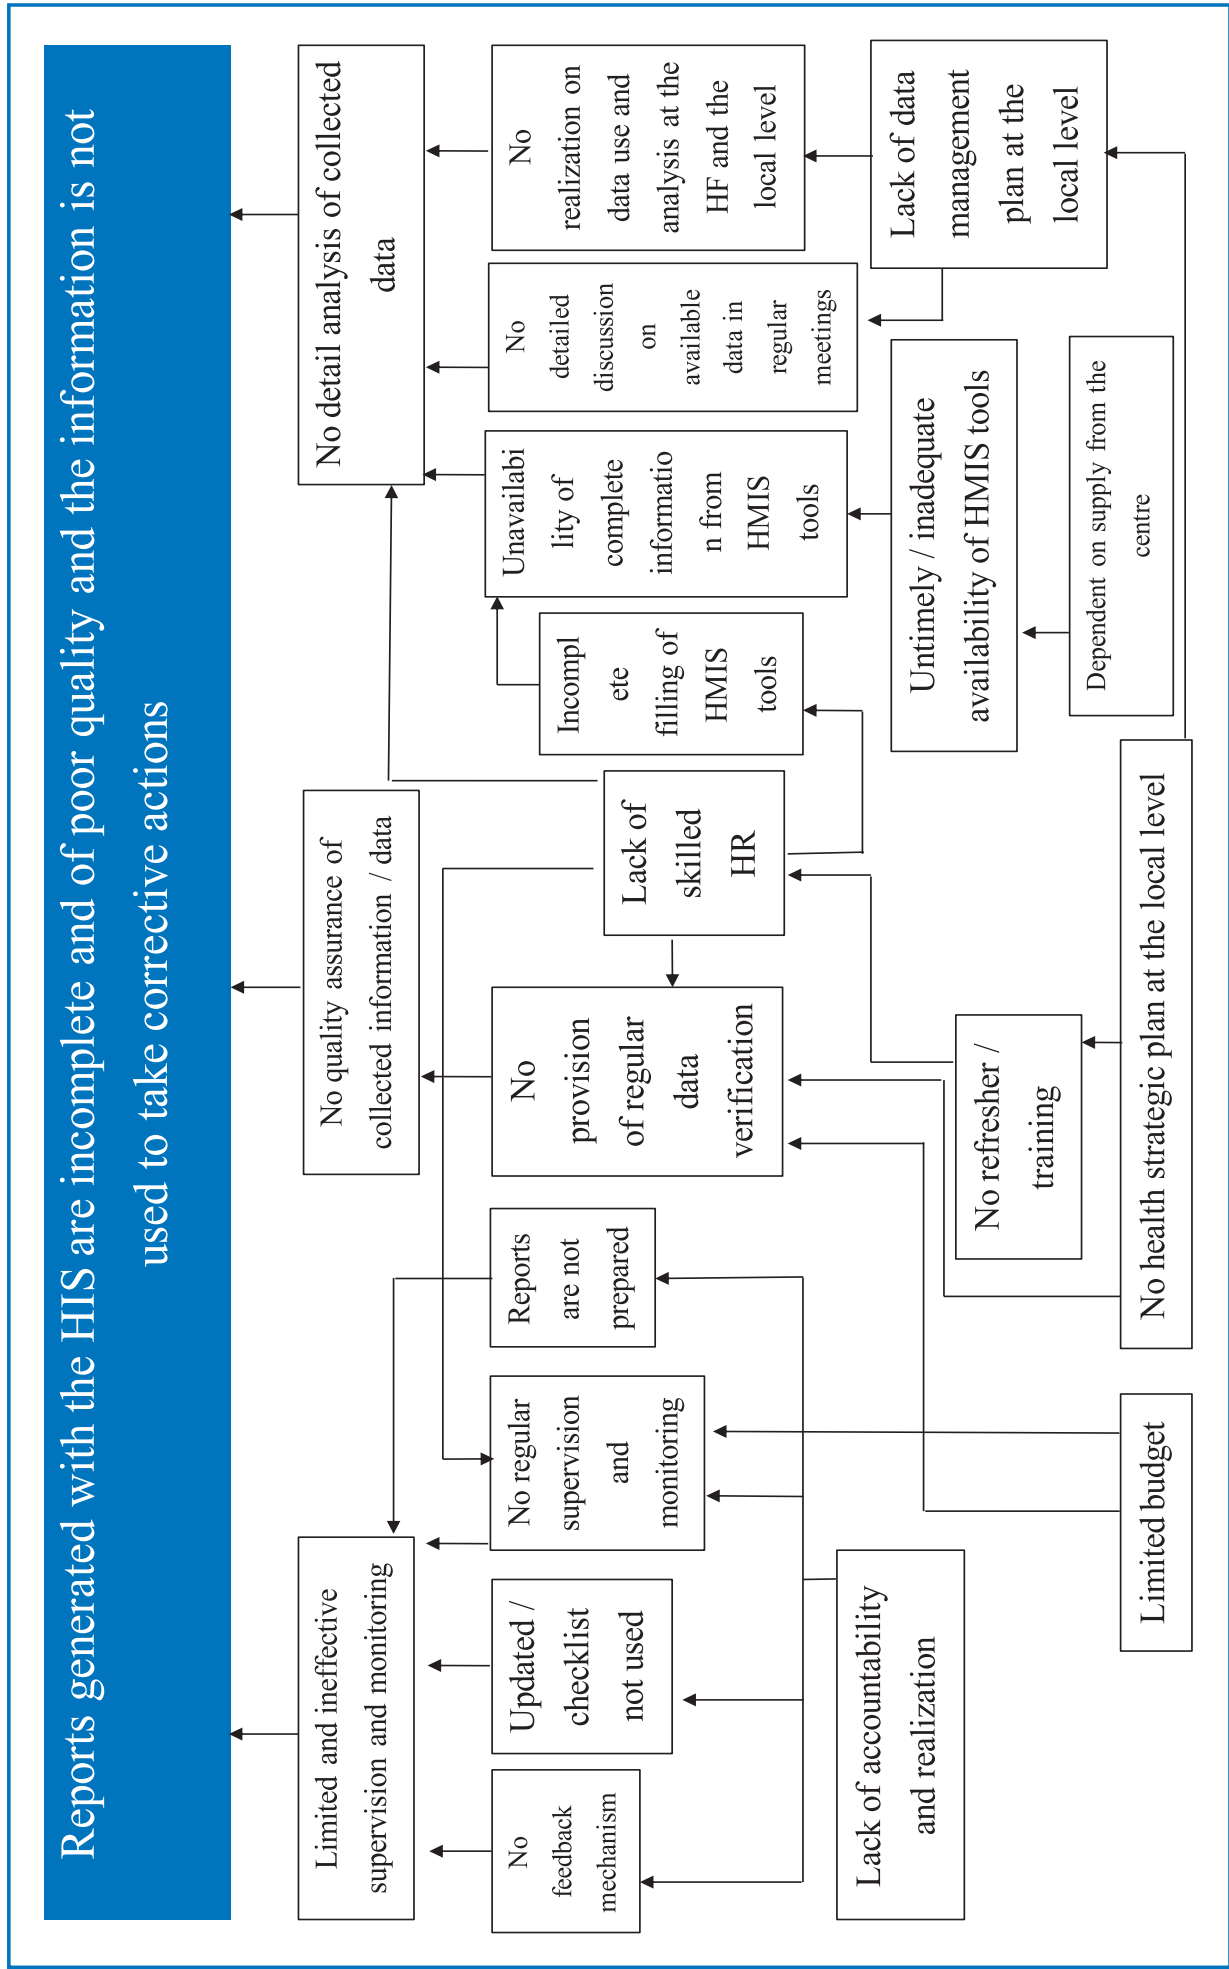 Reports generated with the HIS are incomplete and of poor quality and the information is not
used to take corrective actions
Limited and ineffective
supervision and monitoring
No quality assurance of
collected information / data
No detail analysis of collected
data
No
feedback
mechanism
Updated /
checklist
not used
No regular
supervision
and
monitoring
Reports
are not
prepared
No
provision
of regular
data
verification
Lack of
skilled
HR
Incompl
ete
filling of
HMIS
tools
Unavailabi
lity of
complete
informatio
n from
HMIS
tools
No
detailed
discussion
on
available
data in
regular
meetings
No
realization on
data use and
analysis at the
HF and the
local level
Lack of accountability
and realization
No refresher /
training
Untimely / inadequate
availability of HMIS tools
Lack of data
management
plan at the
local level
Limited budget
No health strategic plan at the local level
Dependent on supply from the
centre